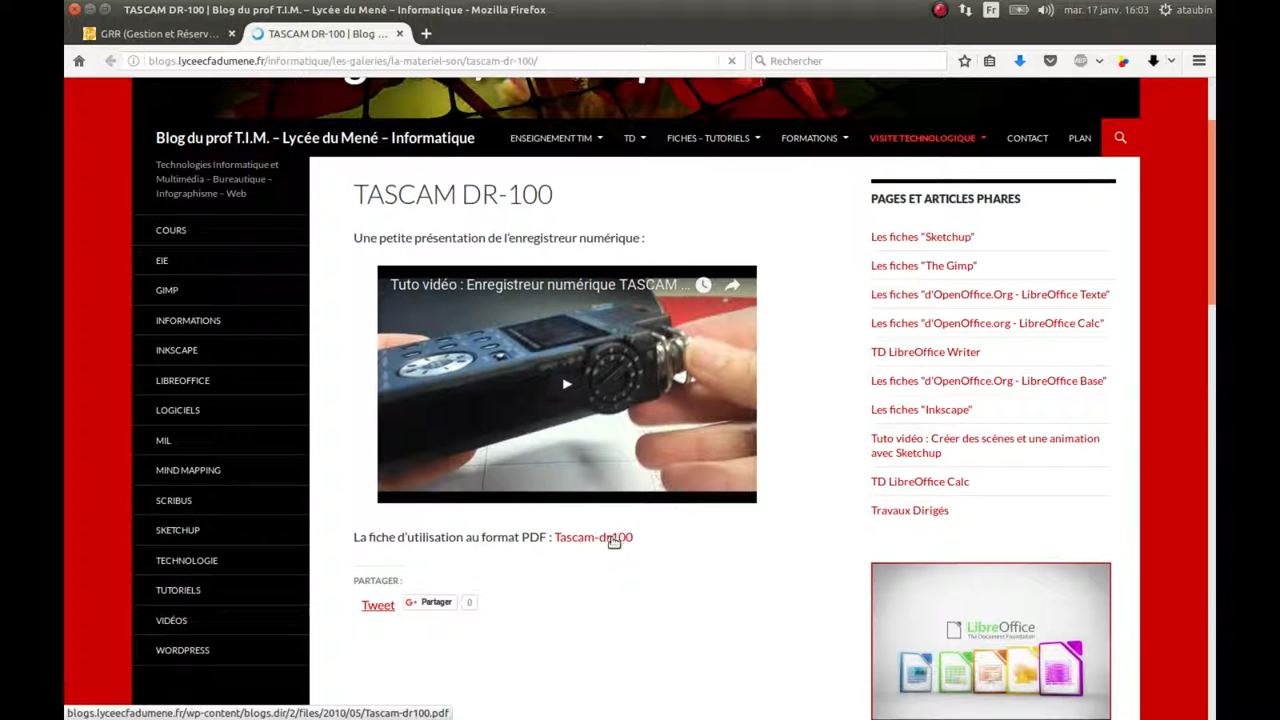 TASCAM DR-100 | Blog du prof T.I.M. – Lycée du Mené – Informatique - Mozilla Firefox
Fr
mar. 17 janv. 16:03
ataubin
GRR (Gestion et Réserv...
TASCAM DR-100 | Blog ...
blogs.lyceecfadumene.fr/informatique/les-galeries/la-materiel-son/tascam-dr-100/
Rechercher
Blog du prof T.I.M. – Lycée du Mené – Informatique
ENSEIGNEMENT TIM
TD
FICHES – TUTORIELS
FORMATIONS
VISITE TECHNOLOGIQUE
CONTACT
PLAN
Technologies Informatique et
Multimédia – Bureautique –
Infographisme – Web
COURS
EIE
GIMP
INFORMATIONS
INKSCAPE
LIBREOFFICE
LOGICIELS
MIL
MIND MAPPING
SCRIBUS
SKETCHUP
TECHNOLOGIE
TUTORIELS
VIDÉOS
WORDPRESS
TASCAM DR-100
Une petite présentation de l’enregistreur numérique :
Tuto vidéo : Enregistreur numérique TASCAM ...
La fiche d’utilisation au format PDF : Tascam-dr100
PARTAGER :
Tweet
G+ Partager
0
PAGES ET ARTICLES PHARES
Les fiches "Sketchup"
Les fiches "The Gimp"
Les fiches "d'OpenOffice.Org - LibreOffice Texte"
Les fiches "d'OpenOffice.org - LibreOffice Calc"
TD LibreOffice Writer
Les fiches "d'OpenOffice.Org - LibreOffice Base"
Les fiches "Inkscape"
Tuto vidéo : Créer des scènes et une animation
avec Sketchup
TD LibreOffice Calc
Travaux Dirigés
LibreOffice
The Document Foundation
blogs.lyceecfadumene.fr/wp-content/blogs.dir/2/files/2010/05/Tascam-dr100.pdf